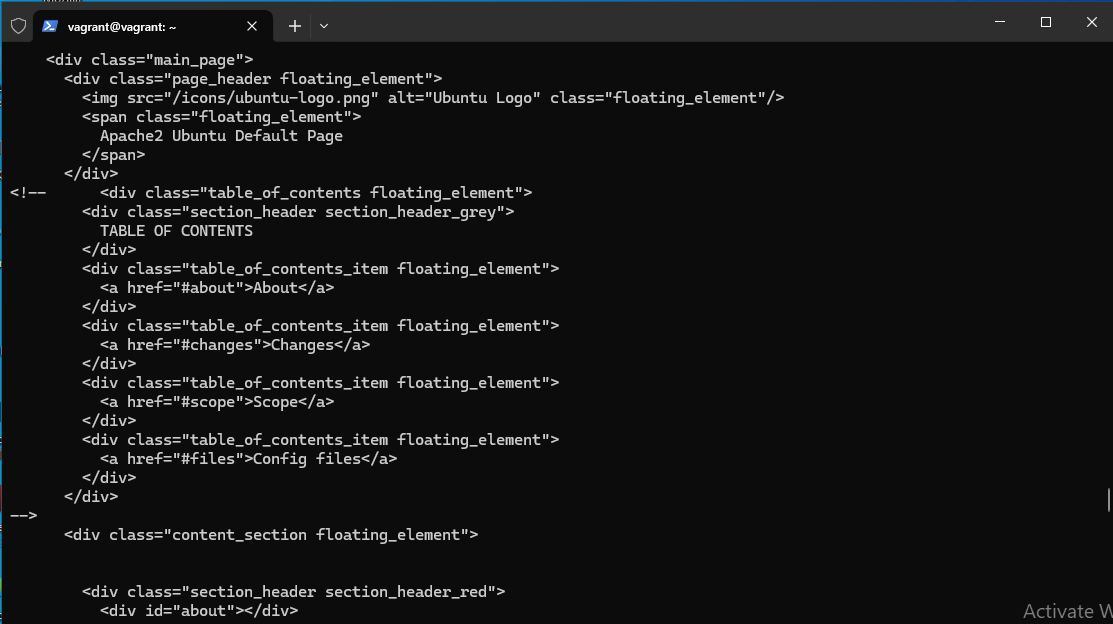 vagrant@vagrant: ~
<div class="main_page">
<div class="page_header floating_element">
<img src="/icons/ubuntu-logo.png" alt="Ubuntu Logo" class="floating_element"/>
<span class="floating_element">
Apache2 Ubuntu Default Page
</span>
</div>
<!-- <div class="table_of_contents floating_element">
<div class="section_header section_header_grey">
TABLE OF CONTENTS
</div>
<div class="table_of_contents_item floating_element">
<a href="#about">About</a>
</div>
<div class="table_of_contents_item floating_element">
<a href="#changes">Changes</a>
</div>
<div class="table_of_contents_item floating_element">
<a href="#scope">Scope</a>
</div>
<div class="table_of_contents_item floating_element">
<a href="#files">Config files</a>
</div>
</div>
-->
<div class="content_section floating_element">
<div class="section_header section_header_red">
<div id="about"></div>
Activate W